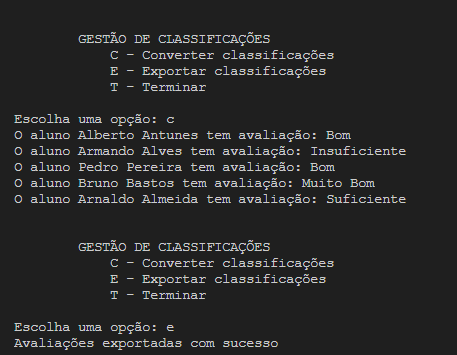 GESTÃO DE CLASSIFICAÇÕES
C - Converter classificações
E - Exportar classificações
T - Terminar
Escolha uma opção: c
O aluno Alberto Antunes tem avaliação: Bom
O aluno Armando Alves tem avaliação: Insuficiente
O aluno Pedro Pereira tem avaliação: Bom
O aluno Bruno Bastos tem avaliação: Muito Bom
O aluno Arnaldo Almeida tem avaliação: Suficiente
GESTÃO DE CLASSIFICAÇÕES
C - Converter classificações
E - Exportar classificações
T - Terminar
Escolha uma opção: e
Avaliações exportadas com sucesso